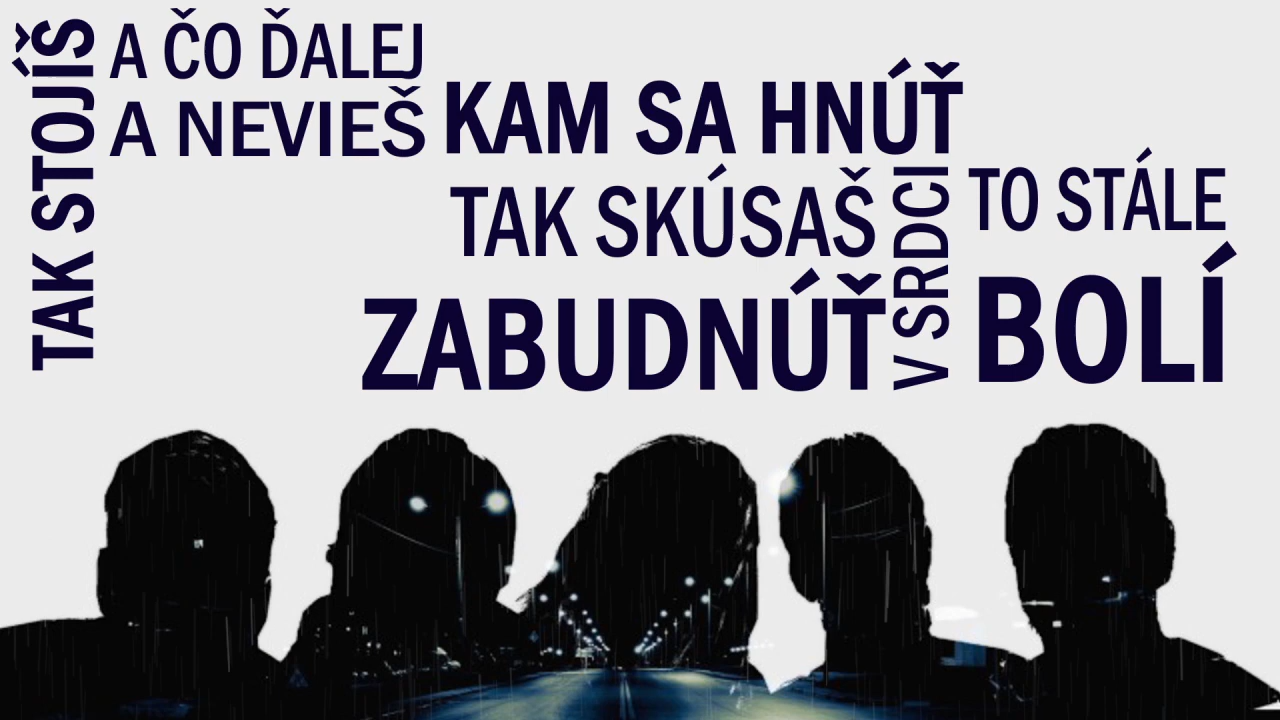 TAK STOJÍŠ
A ČO ĎALEJ
A NEVIEŠ
KAM SA HNÚŤ
TAK SKÚSAŠ
ZABUDNÚŤ
V SRDCI
TO STÁLE
BOLÍ